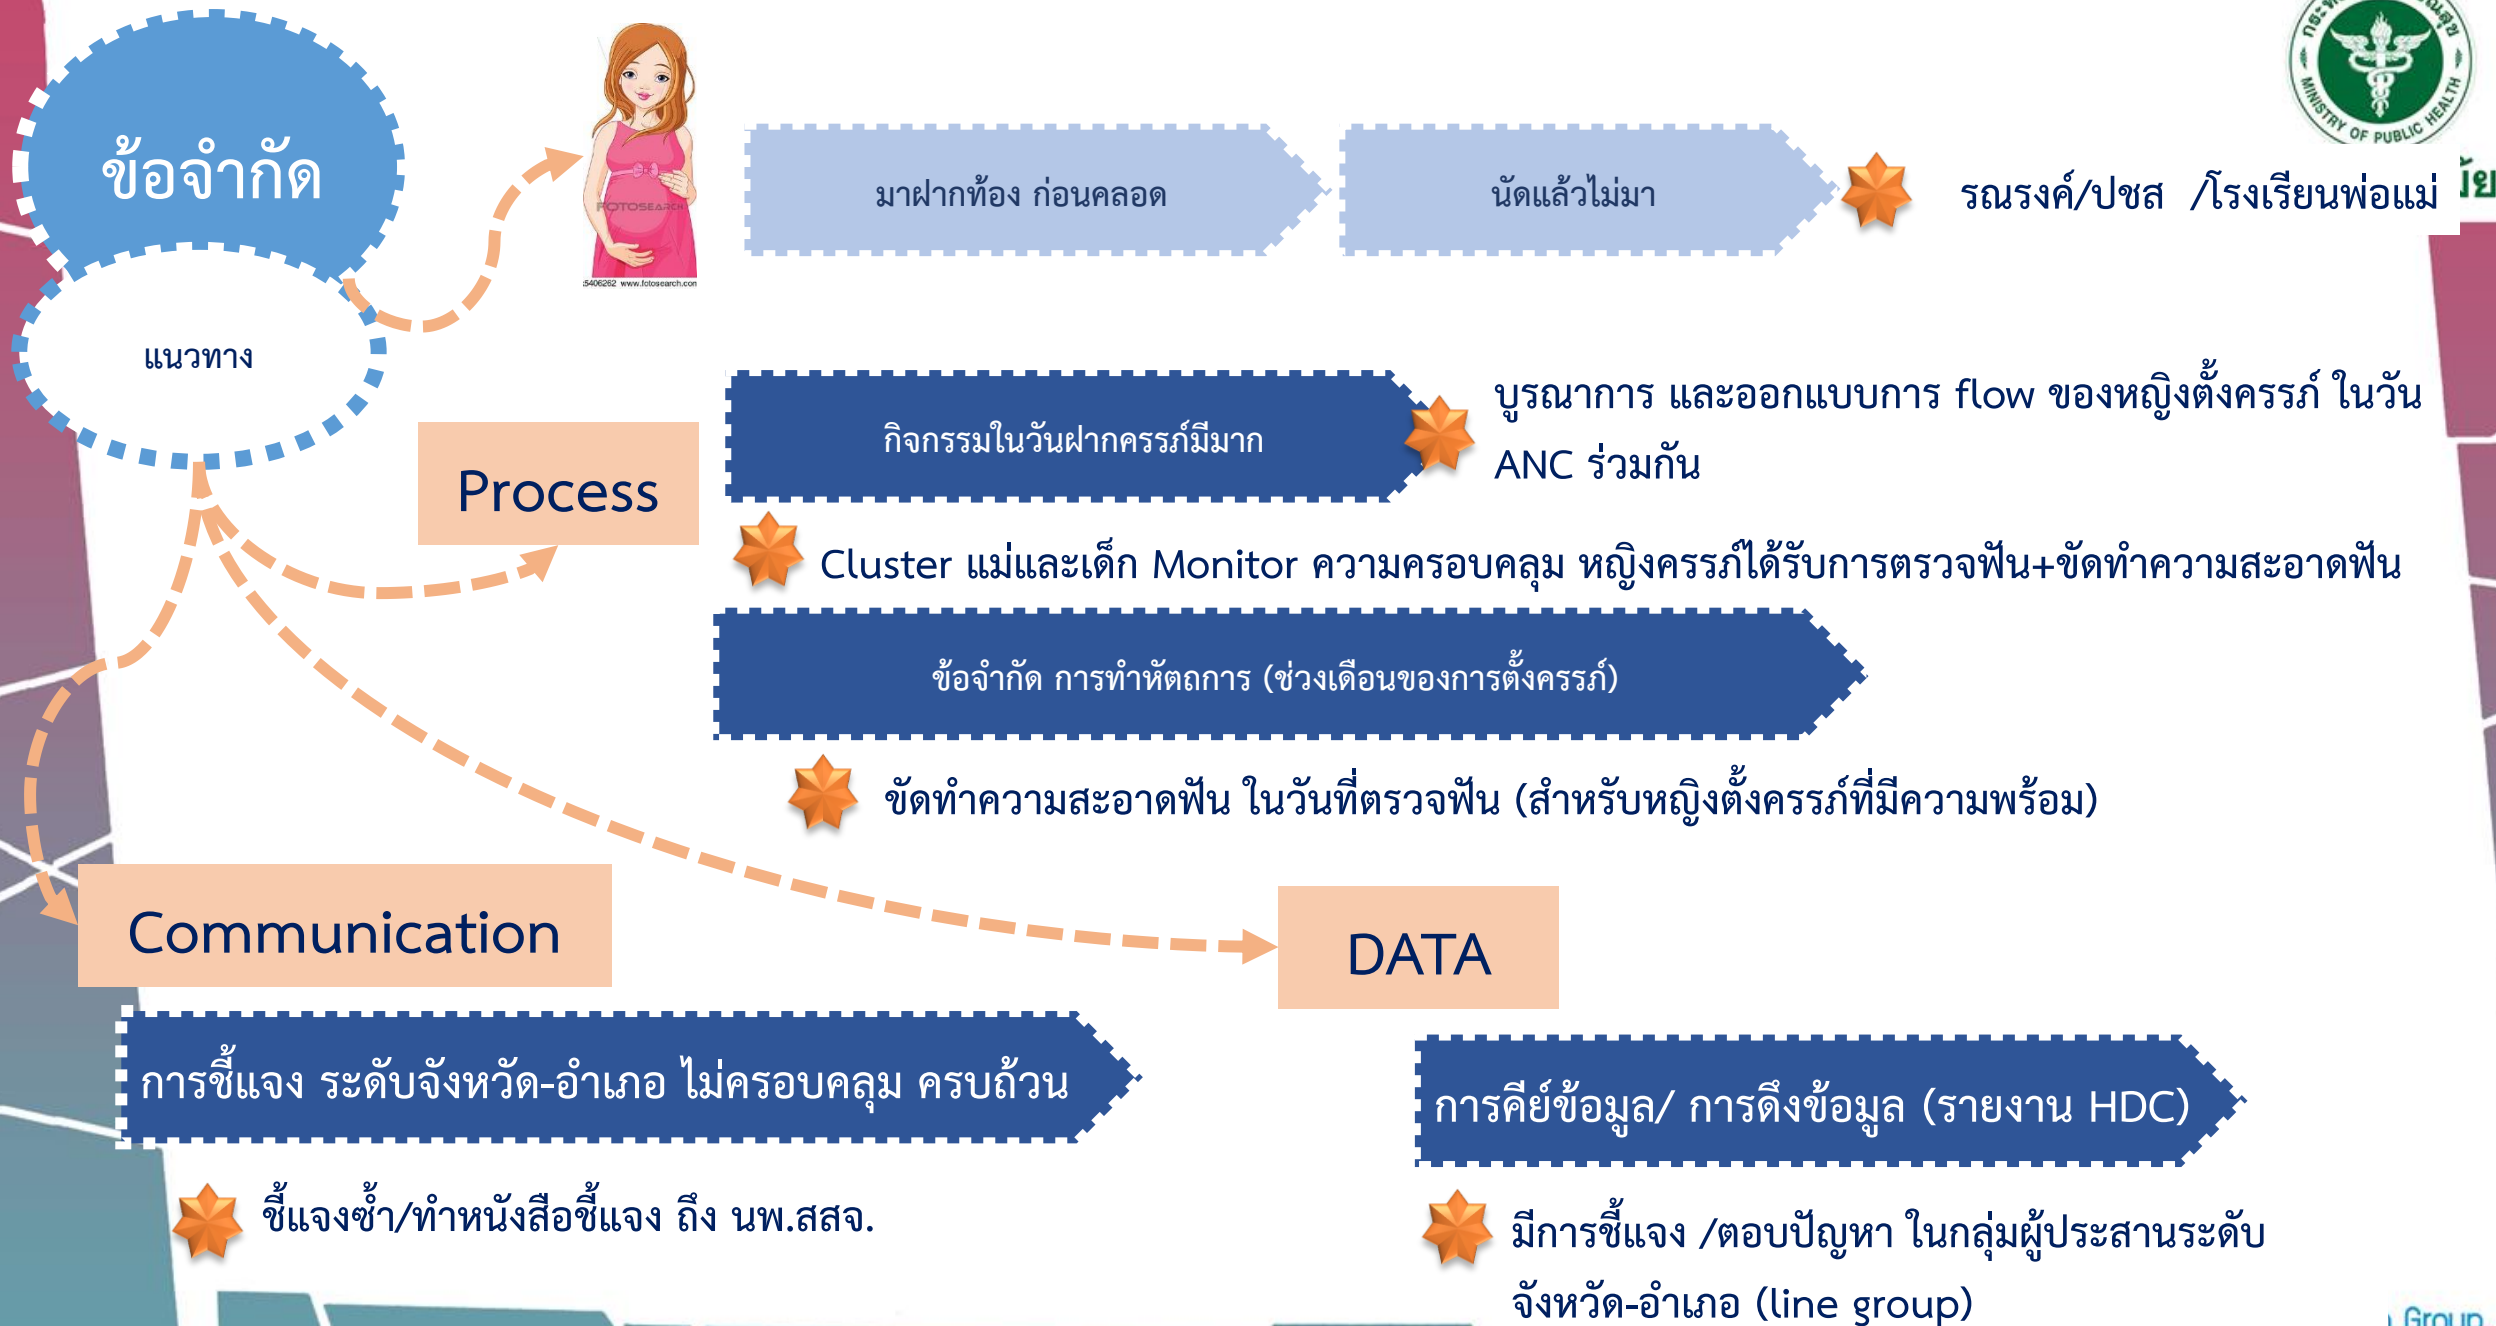 ข้อจำกัด
แนวทาง
FOTOSEARCH
5406262 www.fotosearch.com
มาฝากท้อง ก่อนคลอด
นัดแล้วไม่มา
รณรงค์/ปชส /โรงเรียนพ่อแม่
MINISTRY OF PUBLIC HEALTH
Process
กิจกรรมในวันฝากครรภ์มีมาก
บูรณาการ และออกแบบการ flow ของหญิงตั้งครรภ์ ในวัน
ANC ร่วมกัน
Cluster แม่และเด็ก Monitor ความครอบคลุม หญิงครรภ์ได้รับการตรวจฟัน+ขัดทำความสะอาดฟัน
ข้อจำกัด การทำหัตถการ (ช่วงเดือนของการตั้งครรภ์)
ขัดทำความสะอาดฟัน ในวันที่ตรวจฟัน (สำหรับหญิงตั้งครรภ์ที่มีความพร้อม)
Communication
การชี้แจง ระดับจังหวัด-อำเภอ ไม่ครอบคลุม ครบถ้วน
ชี้แจงซ้ำ/ทำหนังสือชี้แจง ถึง นพ.สสจ.
DATA
การคีย์ข้อมูล/ การดึงข้อมูล (รายงาน HDC)
มีการชี้แจง /ตอบปัญหา ในกลุ่มผู้ประสานระดับ
จังหวัด-อำเภอ (line group)
Group